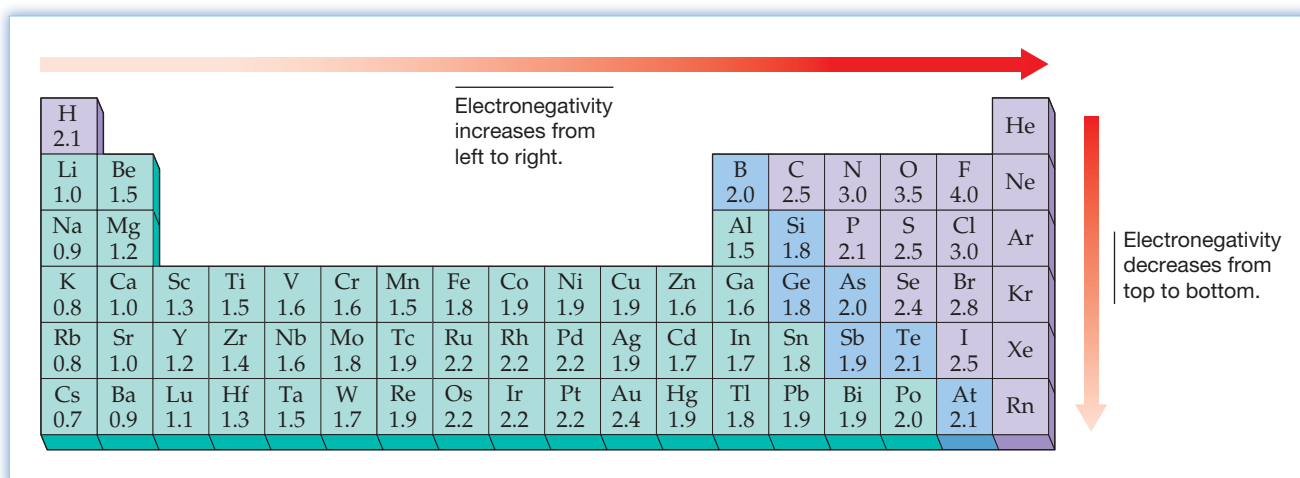 Electronegativity
increases from
left to right.
H He
2.1
Li Be B C N O F Ne
1.0 1.5 2.0 2.5 3.0 3.5 4.0
Na Mg Al Si P S Cl Ar
0.9 1.2 1.5 1.8 2.1 2.5 3.0
K Ca Sc Ti V Cr Mn Fe Co Ni Cu Zn Ga Ge As Se Br Kr
0.8 1.0 1.3 1.5 1.6 1.6 1.5 1.8 1.9 1.9 1.9 1.6 1.6 1.8 2.0 2.4 2.8
Rb Sr Y Zr Nb Mo Tc Ru Rh Pd Ag Cd In Sn Sb Te I Xe
0.8 1.0 1.2 1.4 1.6 1.8 1.9 2.2 2.2 2.2 1.9 1.7 1.7 1.8 1.9 2.1 2.5
Cs Ba Lu Hf Ta W Re Os Ir Pt Au Hg Tl Pb Bi Po At Rn
0.7 0.9 1.1 1.3 1.5 1.7 1.9 2.2 2.2 2.2 2.4 1.9 1.8 1.9 1.9 2.0 2.1
Electronegativity
decreases from
top to bottom.